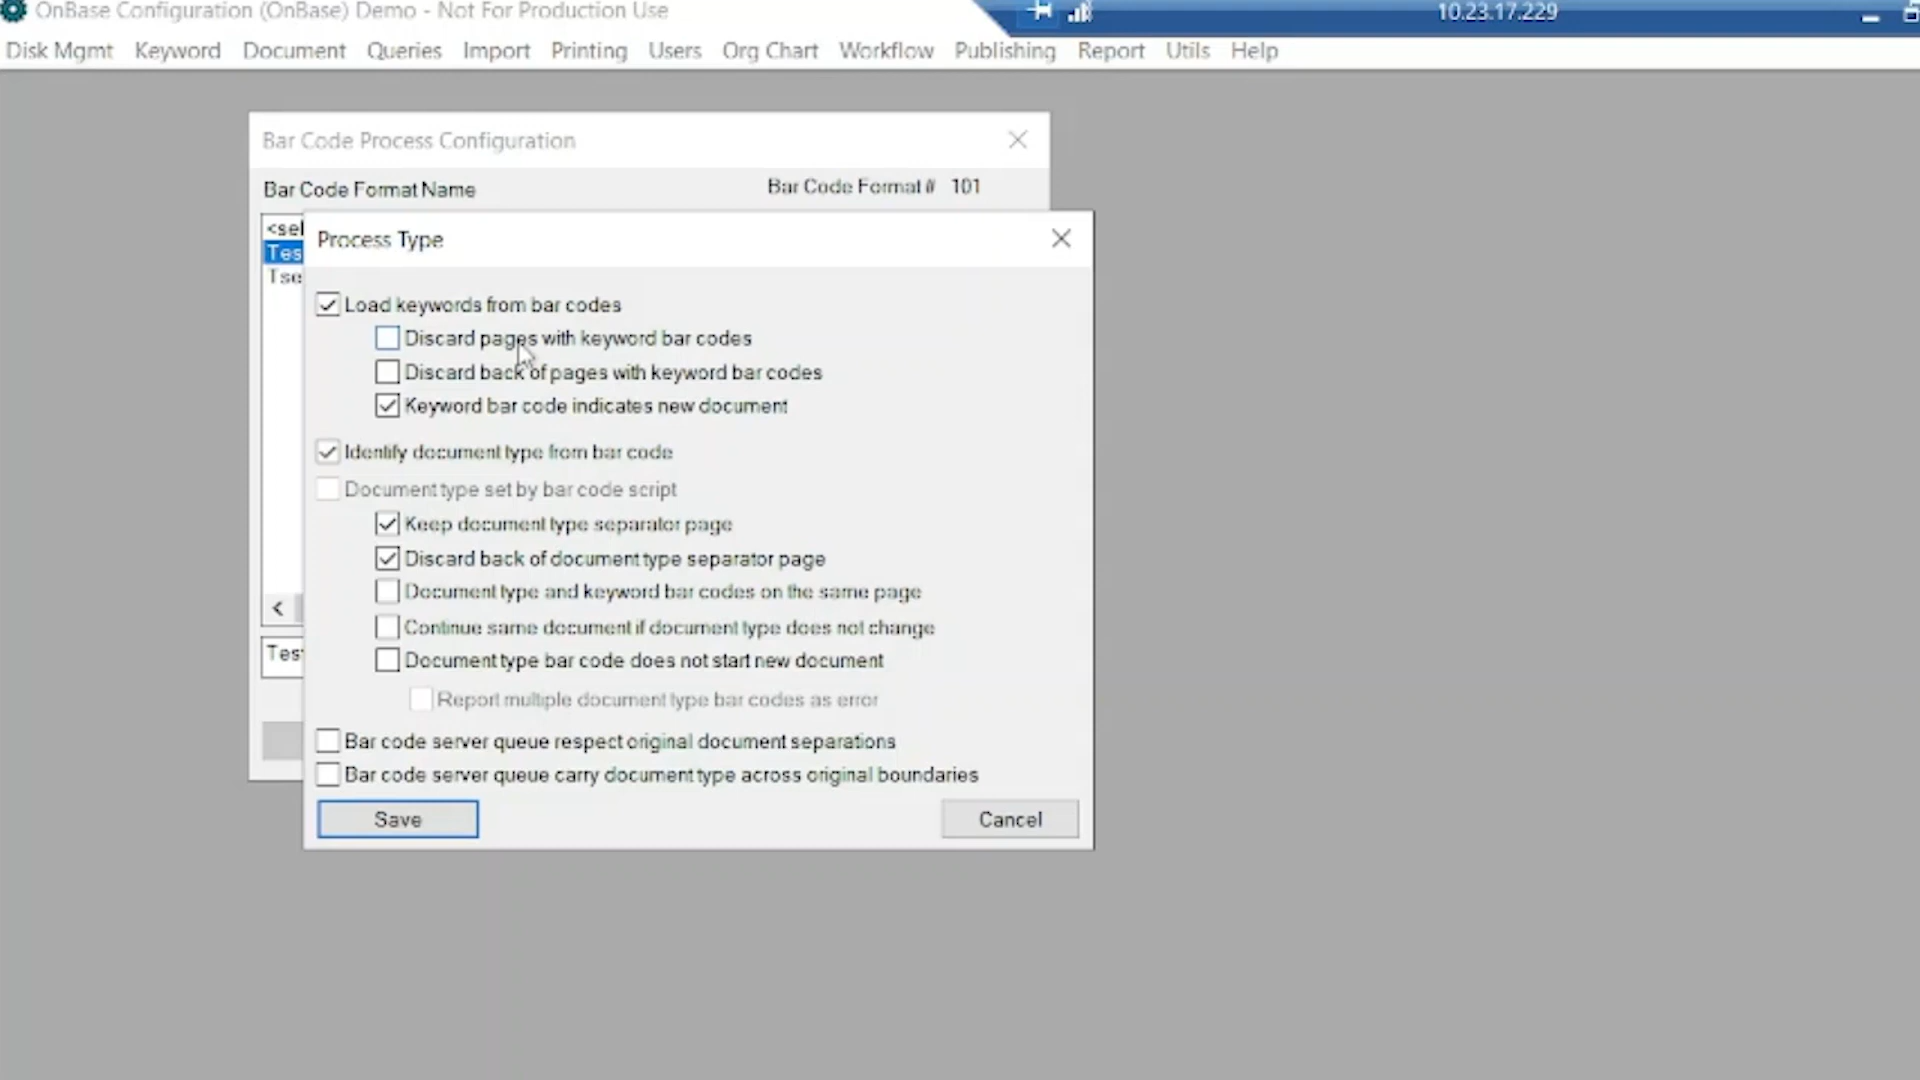 OnBase Configuration (OnBase) Demo - Not For Production Use
10.23.17.229
Disk Mgmt Keyword Document Queries Import Printing Users Org Chart Workflow Publishing Report Utils Help
Bar Code Process Configuration
Bar Code Format Name
Bar Code Format # 101
<sel
Tes
Tse
Process Type
Load keywords from bar codes
Discard pages with keyword bar codes
Discard back of pages with keyword bar codes
Keyword bar code indicates new document
Identify document type from bar code
Document type set by bar code script
Keep document type separator page
Discard back of document type separator page
Document type and keyword bar codes on the same page
Continue same document if document type does not change
Document type bar code does not start new document
Tes
Report multiple document type bar codes as error
Bar code server queue respect original document separations
Bar code server queue carry document type across original boundaries
Save
Cancel